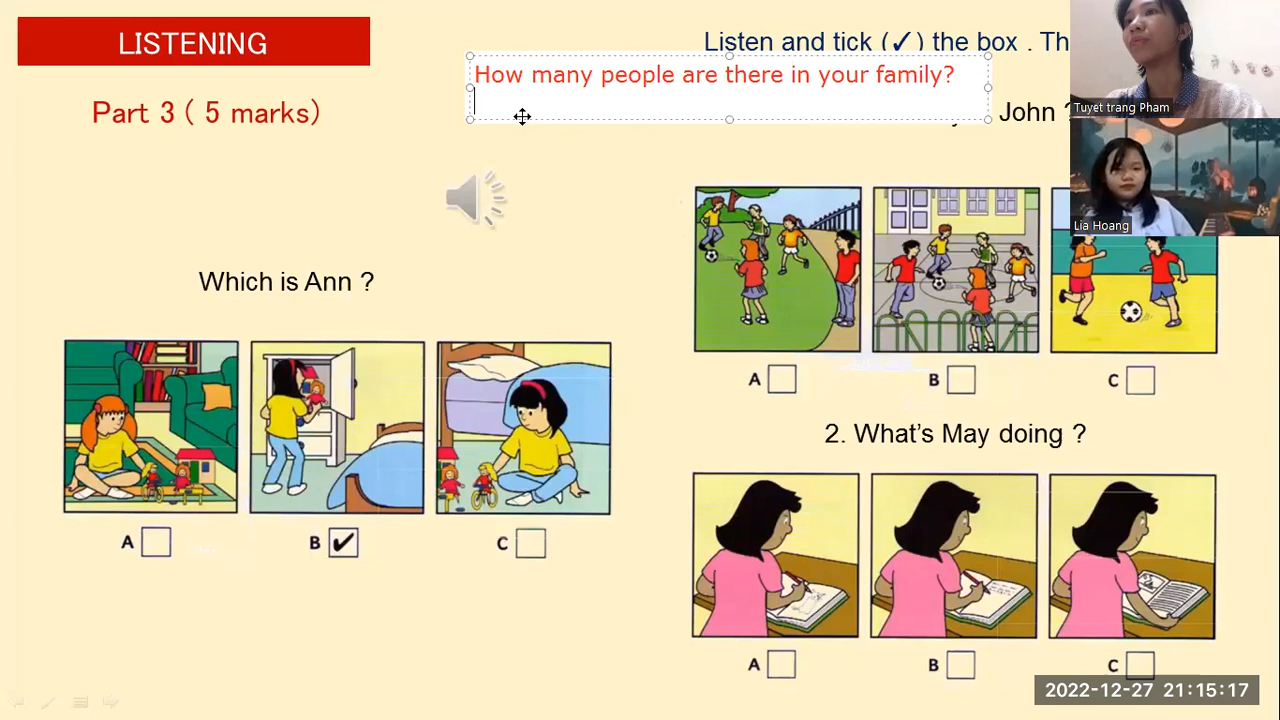 LISTENING
Part 3 ( 5 marks)
Listen and tick (✓) the box . Th
How many people are there in your family?
John ?
Tuyet trang Pham
Lia Hoang
Which is Ann ?
A
B ✔
C
A
B
C
2. What's May doing ?
A
B
C
2022-12-27 21:15:17